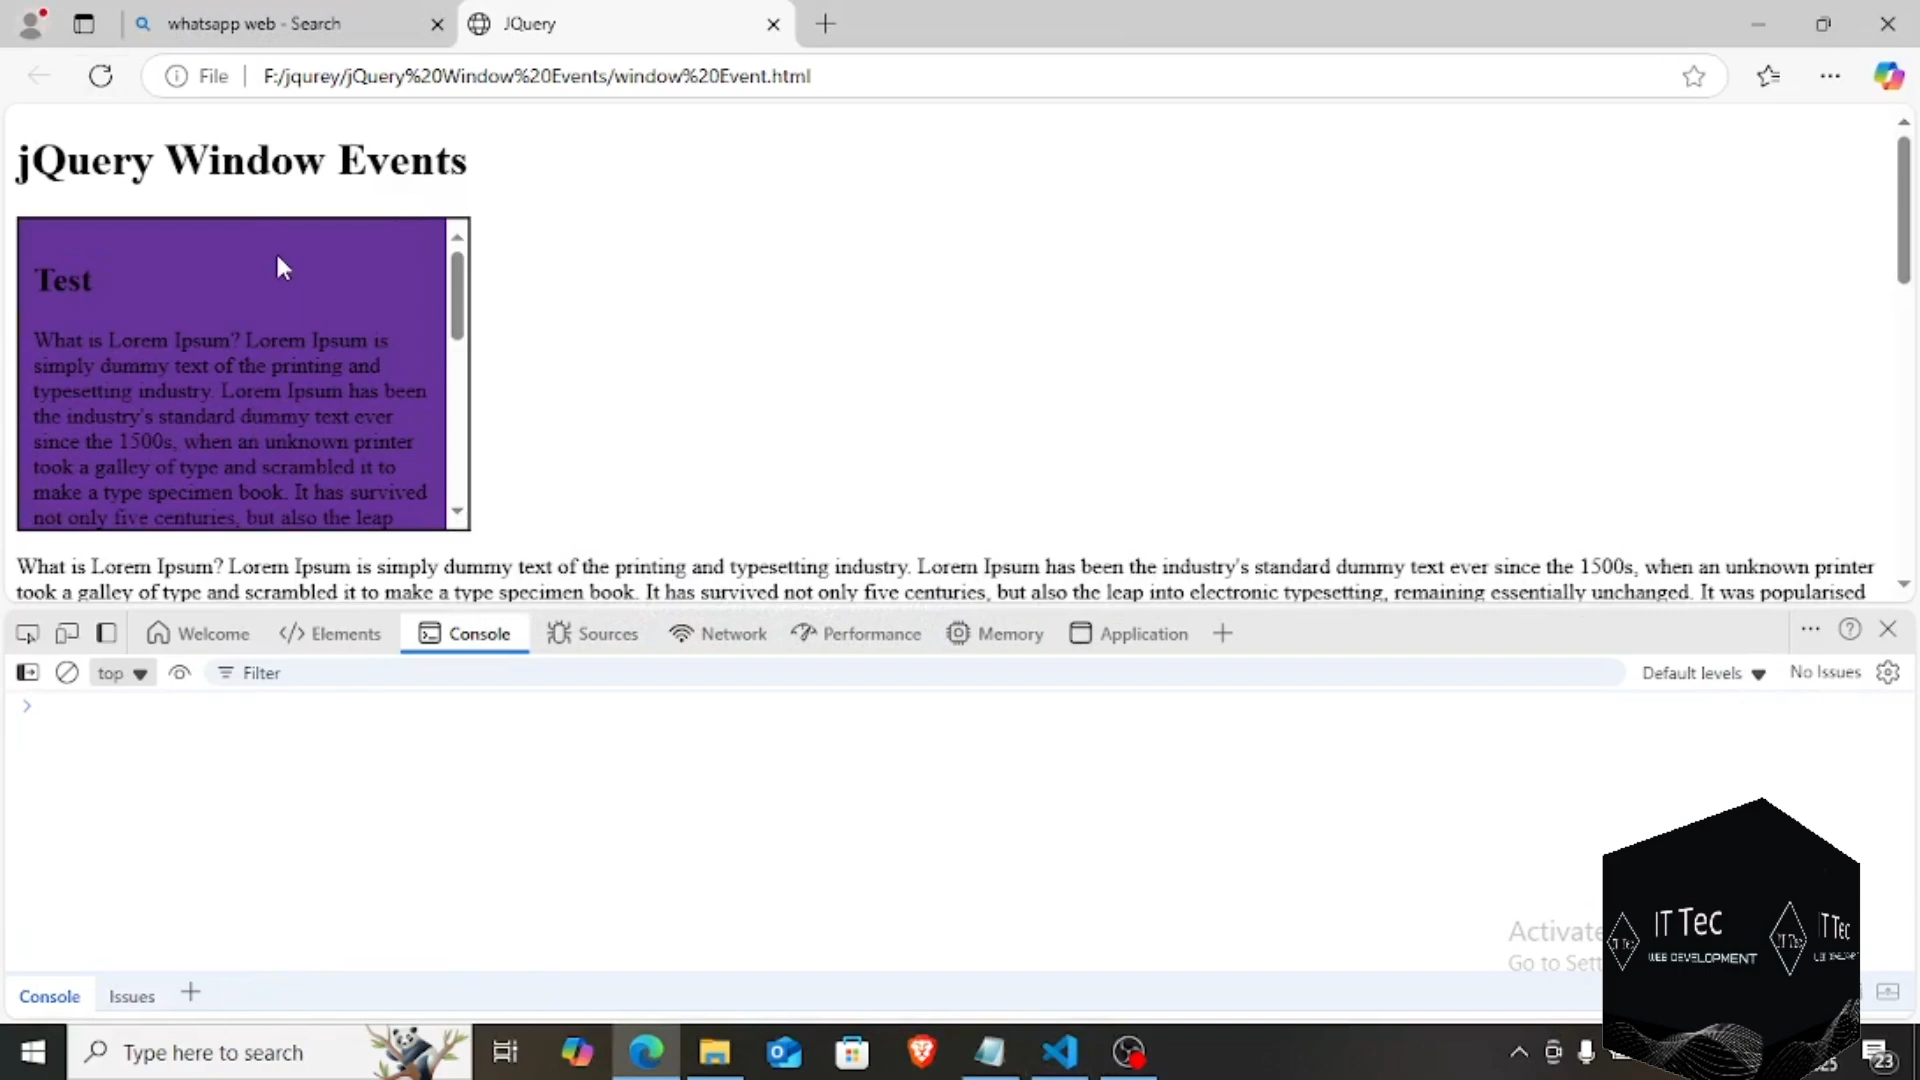 whatsapp web - Search
JQuery
File
F:/jqurey/jQuery%20Window%20Events/window%20Event.html
jQuery Window Events
Test
What is Lorem Ipsum? Lorem Ipsum is
simply dummy text of the printing and
typesetting industry. Lorem Ipsum has been
the industry's standard dummy text ever
since the 1500s, when an unknown printer
took a galley of type and scrambled it to
make a type specimen book. It has survived
not only five centuries, but also the leap
What is Lorem Ipsum? Lorem Ipsum is simply dummy text of the printing and typesetting industry. Lorem Ipsum has been the industry's standard dummy text ever since the 1500s, when an unknown printer
took a galley of type and scrambled it to make a type specimen book. It has survived not only five centuries, but also the leap into electronic typesetting, remaining essentially unchanged. It was popularised
Welcome
Elements
Console
Sources
Network
Performance
Memory
Application
top
Filter
Default levels
No Issues
Activate
Go to Sett
IT Tec
WEB DEVELOPMENT
IT Tec
Console
Issues
Type here to search
23